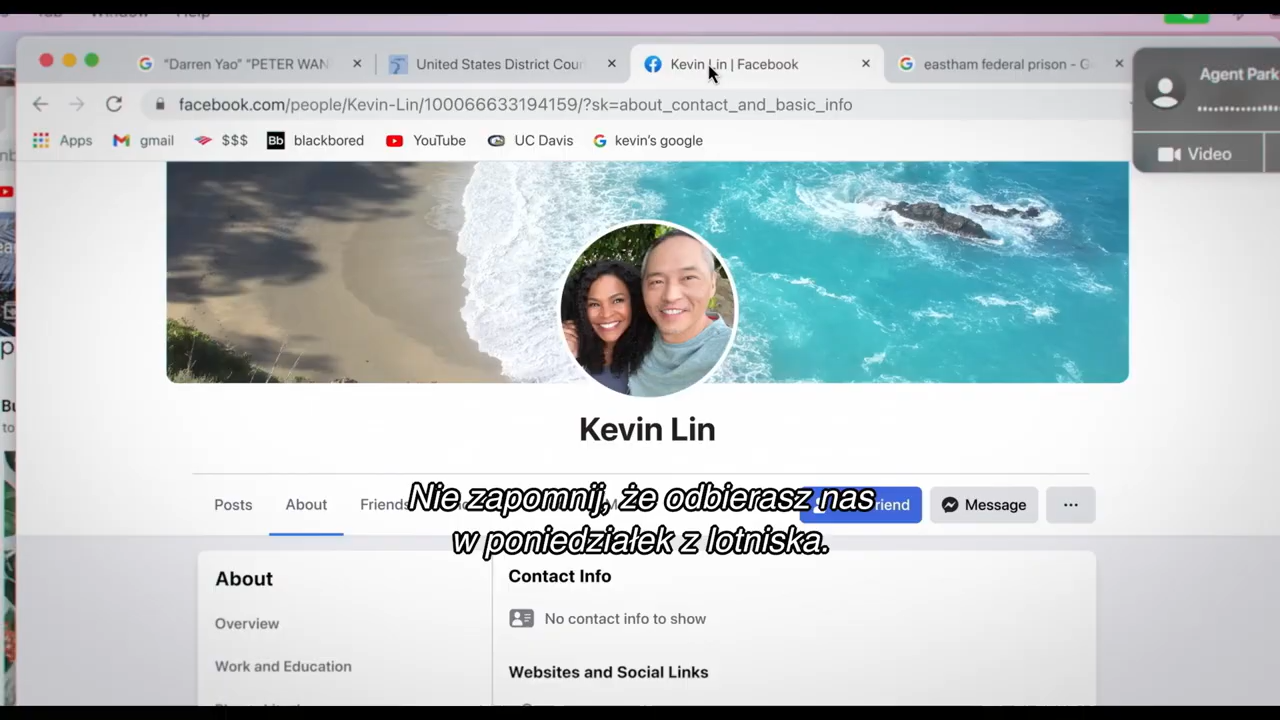 "Darren Yao" "PETER WAN
United States District Cour
Kevin Lin | Facebook
eastham federal prison - G
Agent Park
facebook.com/people/Kevin-Lin/100066633194159/?sk=about_contact_and_basic_info
Video
Apps
gmail
$$$
Bb blackbored
YouTube
UC Davis
kevin's google
Kevin Lin
Posts
About
Friends
Message
Nie zapomnij, że odbierasz nas
w poniedziałek z lotniska.
About
Contact Info
Overview
No contact info to show
Work and Education
Websites and Social Links